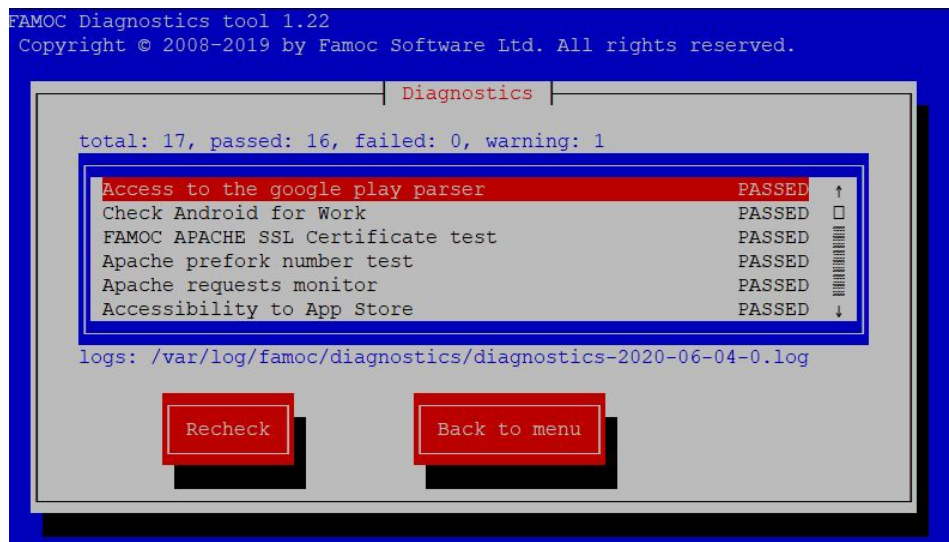 FAMOC Diagnostics tool 1.22
Copyright © 2008-2019 by Famoc Software Ltd. All rights reserved.
Diagnostics
total: 17, passed: 16, failed: 0, warning: 1
Access to the google play parser PASSED
Check Android for Work PASSED
FAMOC APACHE SSL Certificate test PASSED
Apache prefork number test PASSED
Apache requests monitor PASSED
Accessibility to App Store PASSED
logs: /var/log/famoc/diagnostics/diagnostics-2020-06-04-0.log
Recheck Back to menu